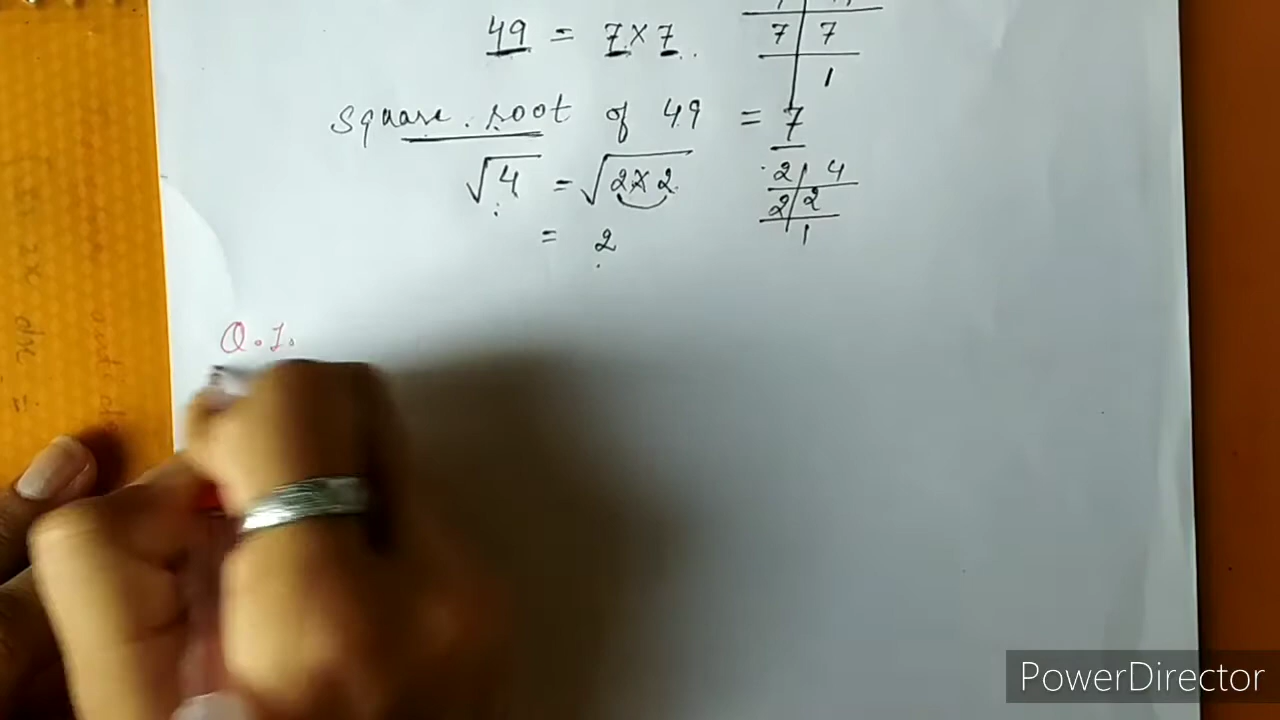 49 = 7 × 7
7 7
1
square root of 49 = 7
√4 = √2×2
2 4
2 2
= 2
1
Q.1.
PowerDirector